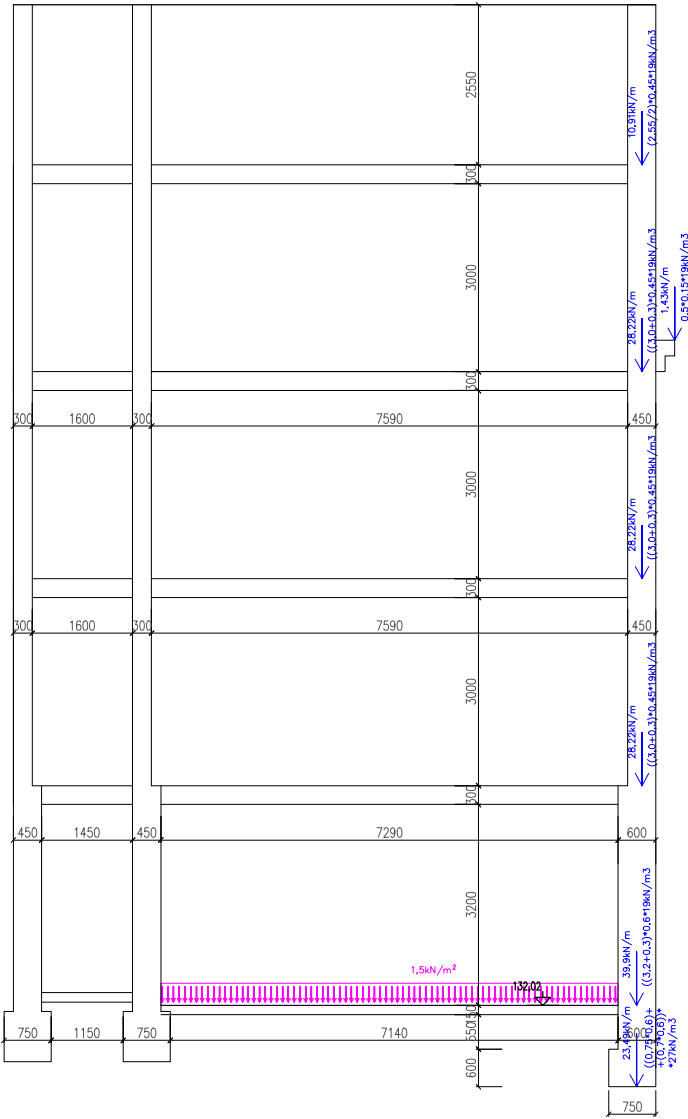 2550
10,91kN/m
(2.55/2)*0.45*19kN/m3
300
3000
28,22kN/m
((3,0+0,3)*0,45*19kN/m3
1,43kN/m
0,5*0,15*19kN/m3
300
300
1600
300
7590
450
3000
28,22kN/m
((3,0+0,3)*0,45*19kN/m3
300
300
1600
300
7590
450
3000
28,22kN/m
((3,0+0,3)*0,45*19kN/m3
300
450
1450
450
7290
600
3200
39,9kN/m
((3,2+0,3)*0,6*19kN/m3
1,5kN/m²
132.02
150
550
750
1150
750
7140
600
23,49kN/m
((0,75*0,6)+
+(0,7*0,6))*
*27kN/m3
600
750